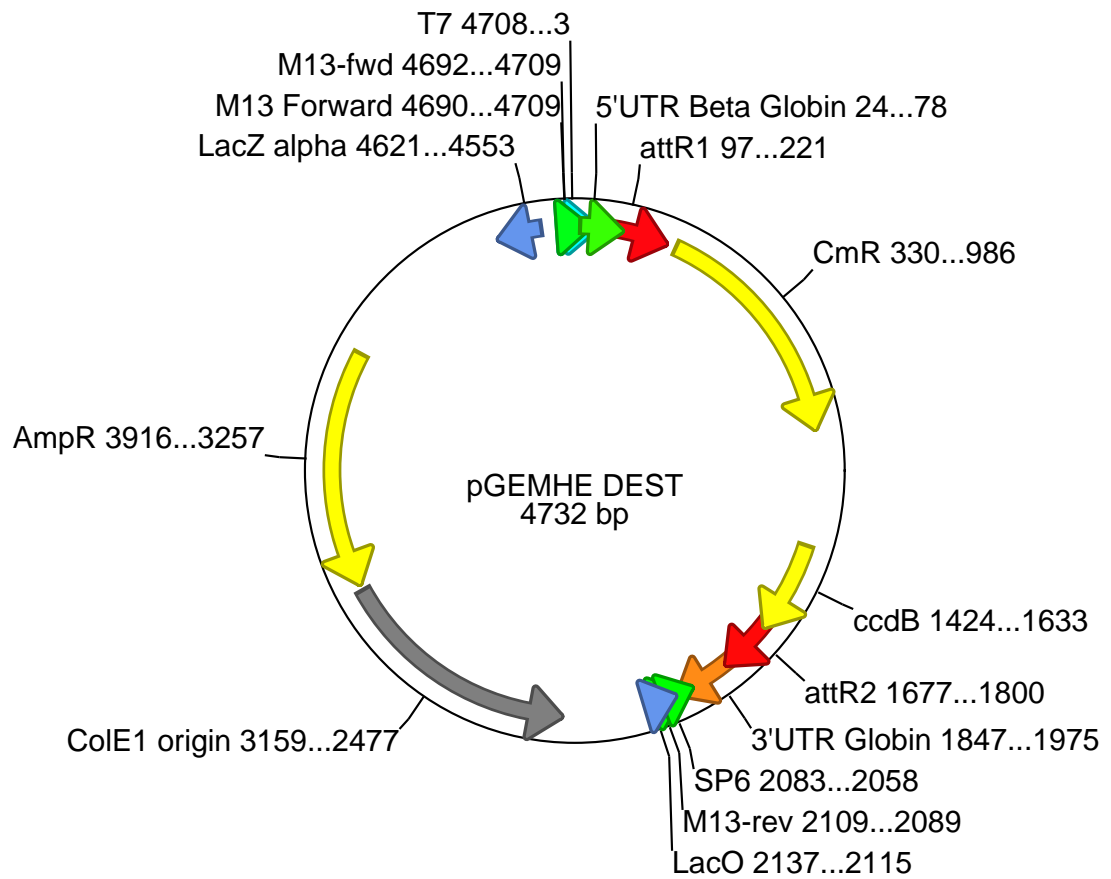 T7 4708...3
M13-fwd 4692...4709
M13 Forward 4690...4709
LacZ alpha 4621...4553
5'UTR Beta Globin 24...78
attR1 97...221
CmR 330...986
AmpR 3916...3257
pGEMHE DEST
4732 bp
ccdB 1424...1633
attR2 1677...1800
3'UTR Globin 1847...1975
ColE1 origin 3159...2477
SP6 2083...2058
M13-rev 2109...2089
LacO 2137...2115